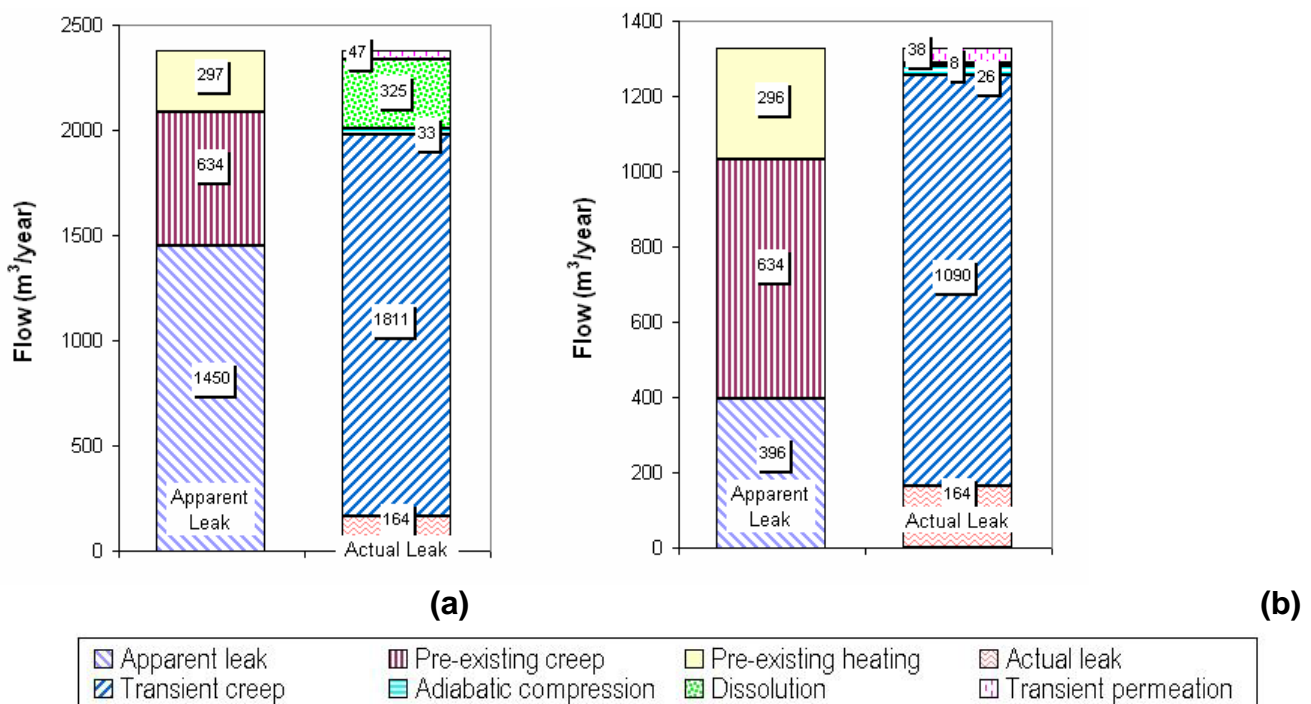 2500
2000
1500
1000
500
0
Flow (m³/year)
297
634
1450
Apparent
Leak
47
325
33
1811
164
Actual Leak
1400
1200
1000
800
600
400
200
0
Flow (m³/year)
296
634
396
Apparent
Leak
38
8
26
1090
164
Actual Leak
(a)
(b)
Apparent leak Pre-existing creep Pre-existing heating Actual leak
Transient creep Adiabatic compression Dissolution Transient permeation